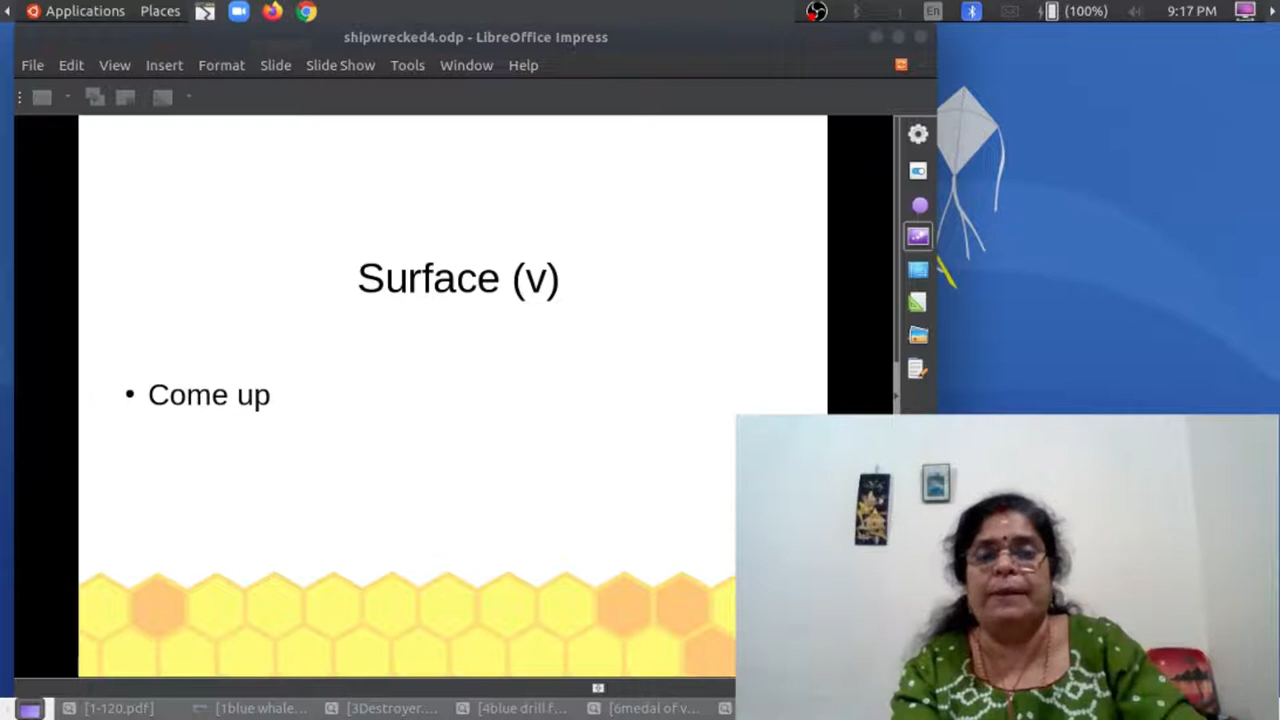 Applications Places En (100%) 9:17 PM
shipwrecked4.odp - LibreOffice Impress
File Edit View Insert Format Slide Slide Show Tools Window Help
Surface (v)
• Come up
[1-120.pdf] [1blue whale... [3Destroyer.... [4blue drill f... [6medal of v...